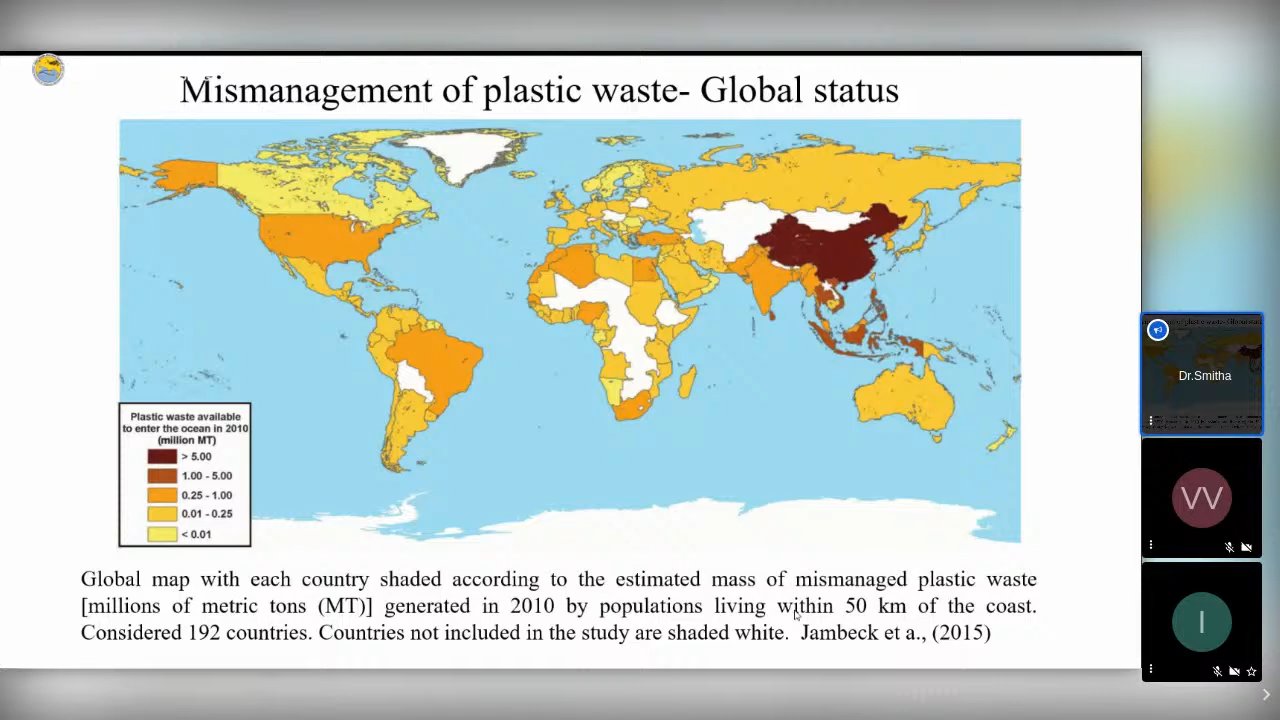 Mismanagement of plastic waste- Global status
Plastic waste available
to enter the ocean in 2010
(million MT)
> 5.00
1.00 - 5.00
0.25 - 1.00
0.01 - 0.25
< 0.01
Global map with each country shaded according to the estimated mass of mismanaged plastic waste
[millions of metric tons (MT)] generated in 2010 by populations living within 50 km of the coast.
Considered 192 countries. Countries not included in the study are shaded white. Jambeck et a., (2015)
Dr.Smitha
VV
I